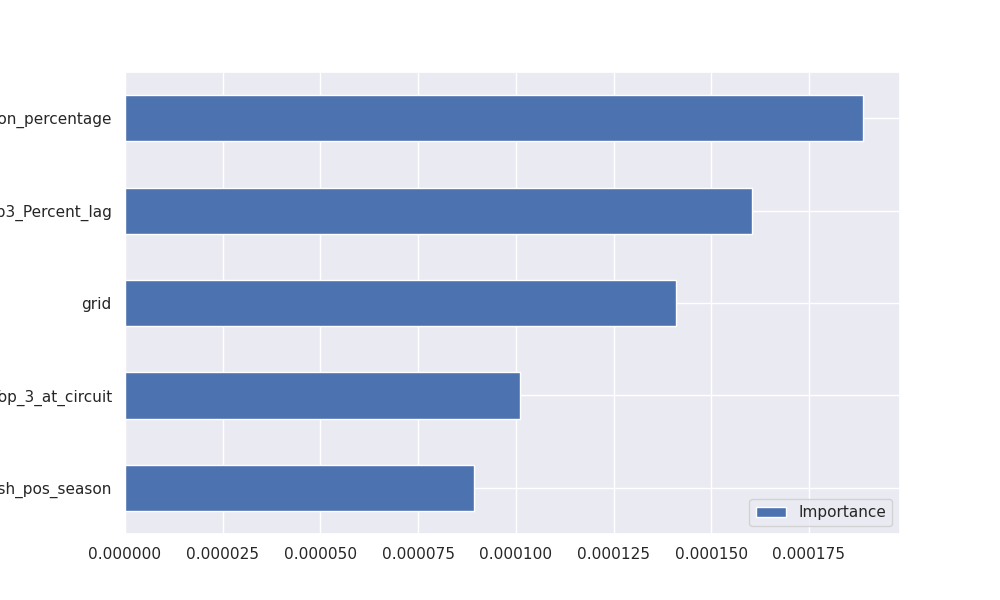 on_percentage
p3_Percent_lag
grid
op_3_at_circuit
sh_pos_season
Importance
0.000000 0.000025 0.000050 0.000075 0.000100 0.000125 0.000150 0.000175